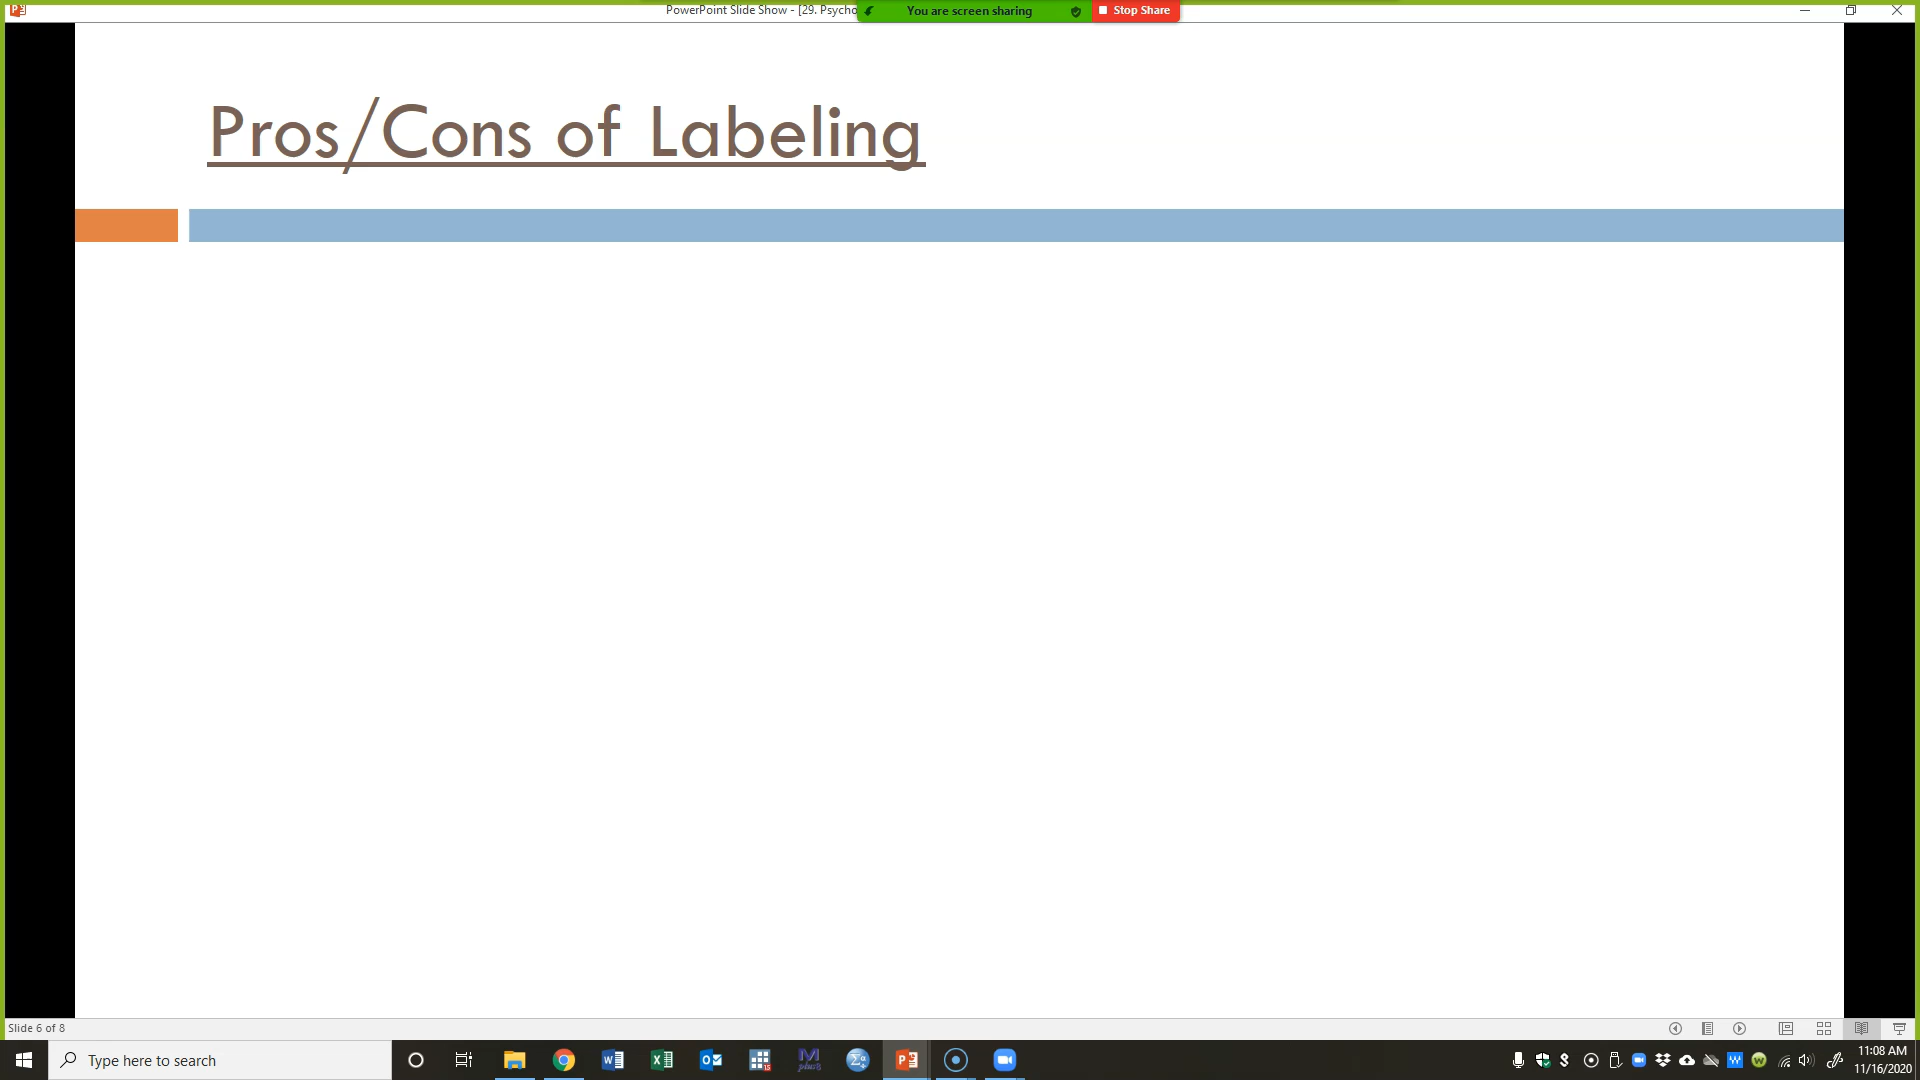 PowerPoint Slide Show - [29. Psycho
You are screen sharing
Stop Share
Pros/Cons of Labeling
Slide 6 of 8
Type here to search
11:08 AM
11/16/2020